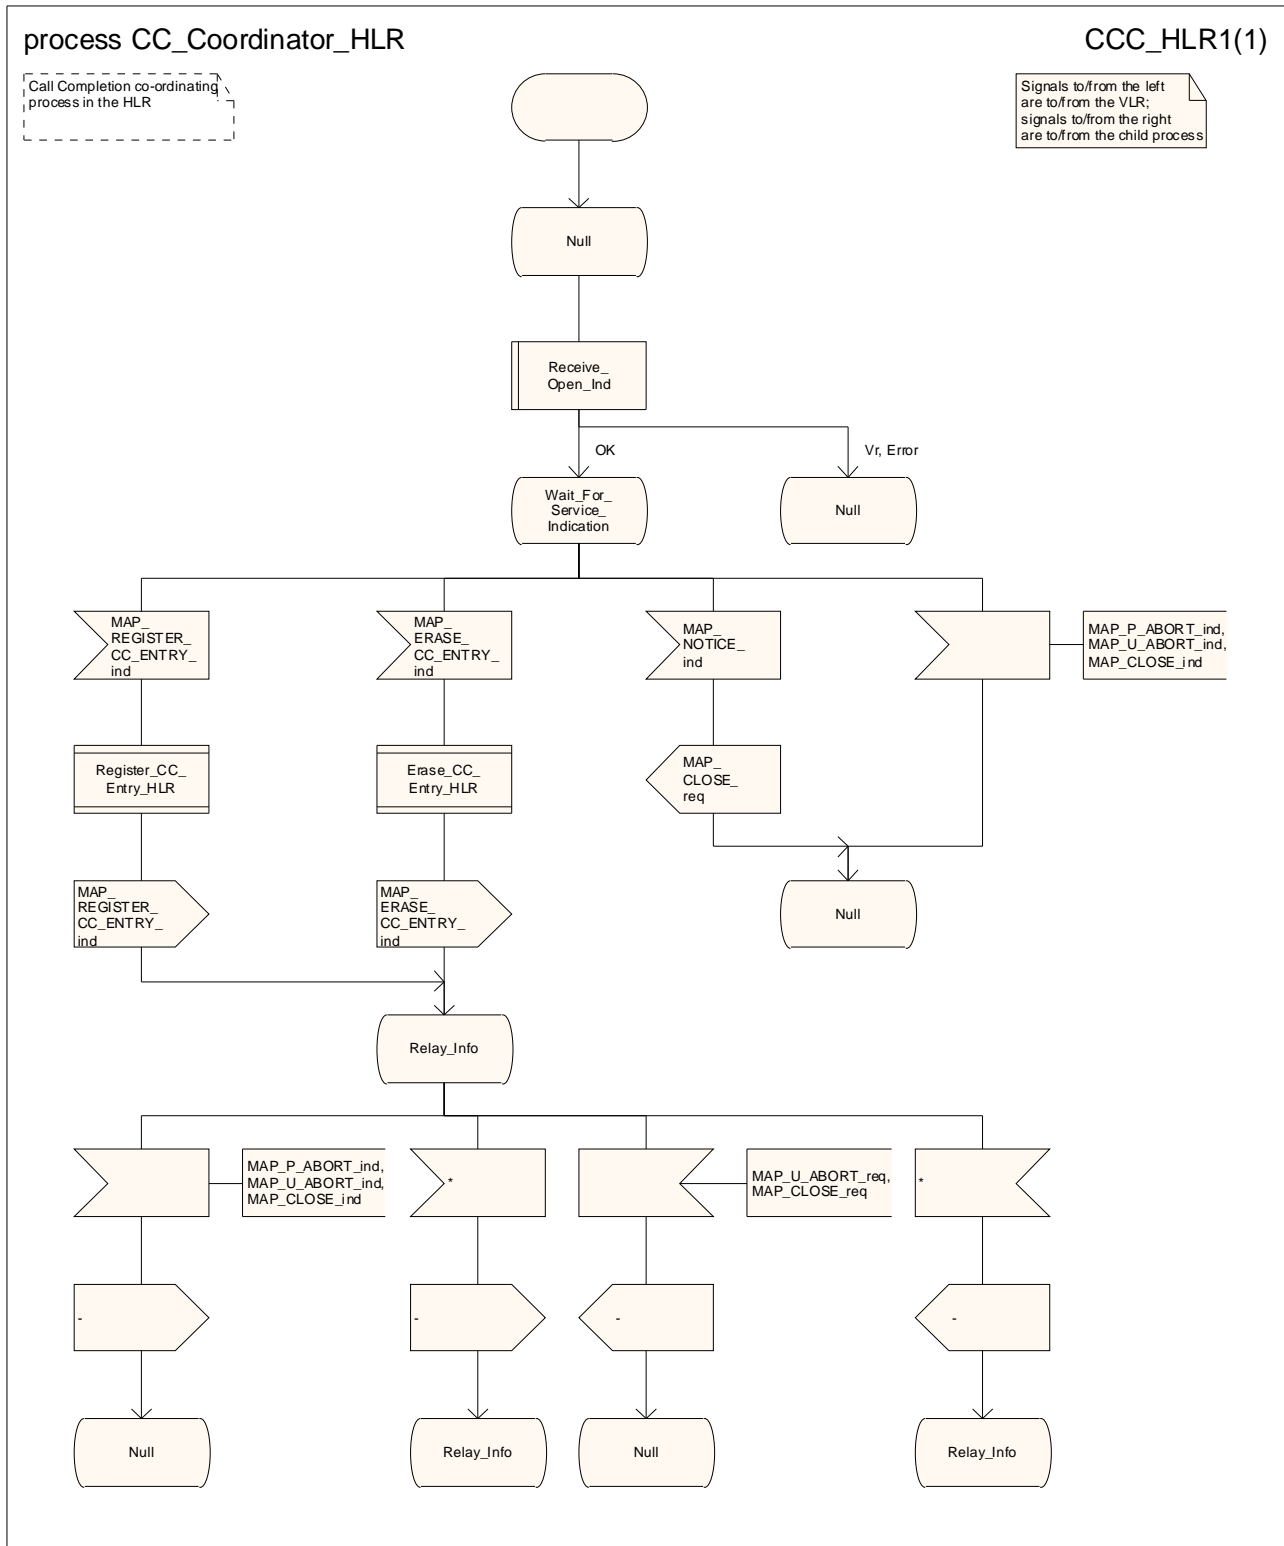 process CC_Coordinator_HLR
CCC_HLR1(1)
Call Completion co-ordinating
process in the HLR
Signals to/from the left
are to/from the VLR;
signals to/from the right
are to/from the child process
Null
Receive_
Open_Ind
OK
Vr, Error
Wait_For_
Service_
Indication
Null
MAP_
REGISTER_
CC_ENTRY_
ind
MAP_
ERASE_
CC_ENTRY_
ind
MAP_
NOTICE_
ind
MAP_P_ABORT_ind,
MAP_U_ABORT_ind,
MAP_CLOSE_ind
Register_CC_
Entry_HLR
Erase_CC_
Entry_HLR
MAP_
CLOSE_
req
MAP_
REGISTER_
CC_ENTRY_
ind
MAP_
ERASE_
CC_ENTRY_
ind
Null
Relay_Info
MAP_P_ABORT_ind,
MAP_U_ABORT_ind,
MAP_CLOSE_ind
*
MAP_U_ABORT_req,
MAP_CLOSE_req
*
-
-
-
-
Null
Relay_Info
Null
Relay_Info